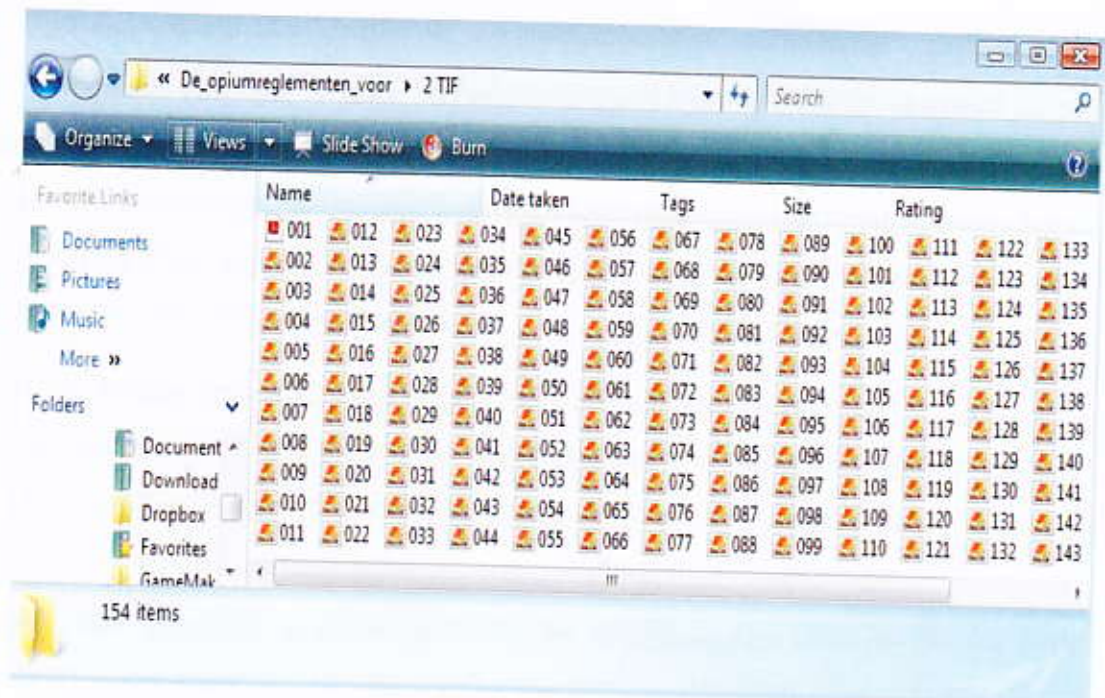 « De_opiumreglementen_voor ▸ 2 TIF
Search
Organize Views Slide Show Burn
Favorite Links
Documents
Pictures
Music
More »
Folders
Document
Download
Dropbox
Favorites
GameMak
Name Date taken Tags Size Rating
001 012 023 034 045 056 067 078 089 100 111 122 133
002 013 024 035 046 057 068 079 090 101 112 123 134
003 014 025 036 047 058 069 080 091 102 113 124 135
004 015 026 037 048 059 070 081 092 103 114 125 136
005 016 027 038 049 060 071 082 093 104 115 126 137
006 017 028 039 050 061 072 083 094 105 116 127 138
007 018 029 040 051 062 073 084 095 106 117 128 139
008 019 030 041 052 063 074 085 096 107 118 129 140
009 020 031 042 053 064 075 086 097 108 119 130 141
010 021 032 043 054 065 076 087 098 109 120 131 142
011 022 033 044 055 066 077 088 099 110 121 132 143
154 items